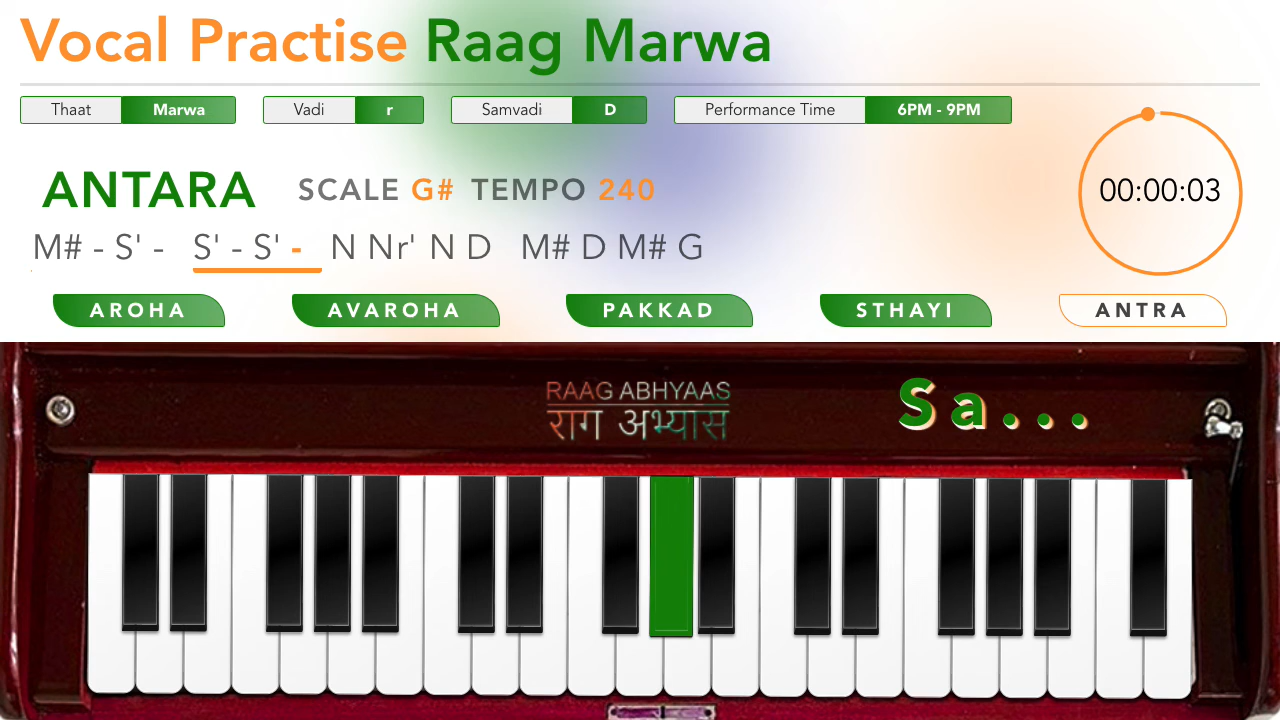 Vocal Practise Raag Marwa
Thaat Marwa Vadi r Samvadi D Performance Time 6PM - 9PM
ANTARA SCALE G# TEMPO 240
00:00:03
M# - S' - S' - S' - N Nr' N D M# D M# G
AROHA AVAROHA PAKKAD STHAYI ANTRA
RAAG ABHYAAS
राग अभ्यास
Sa...